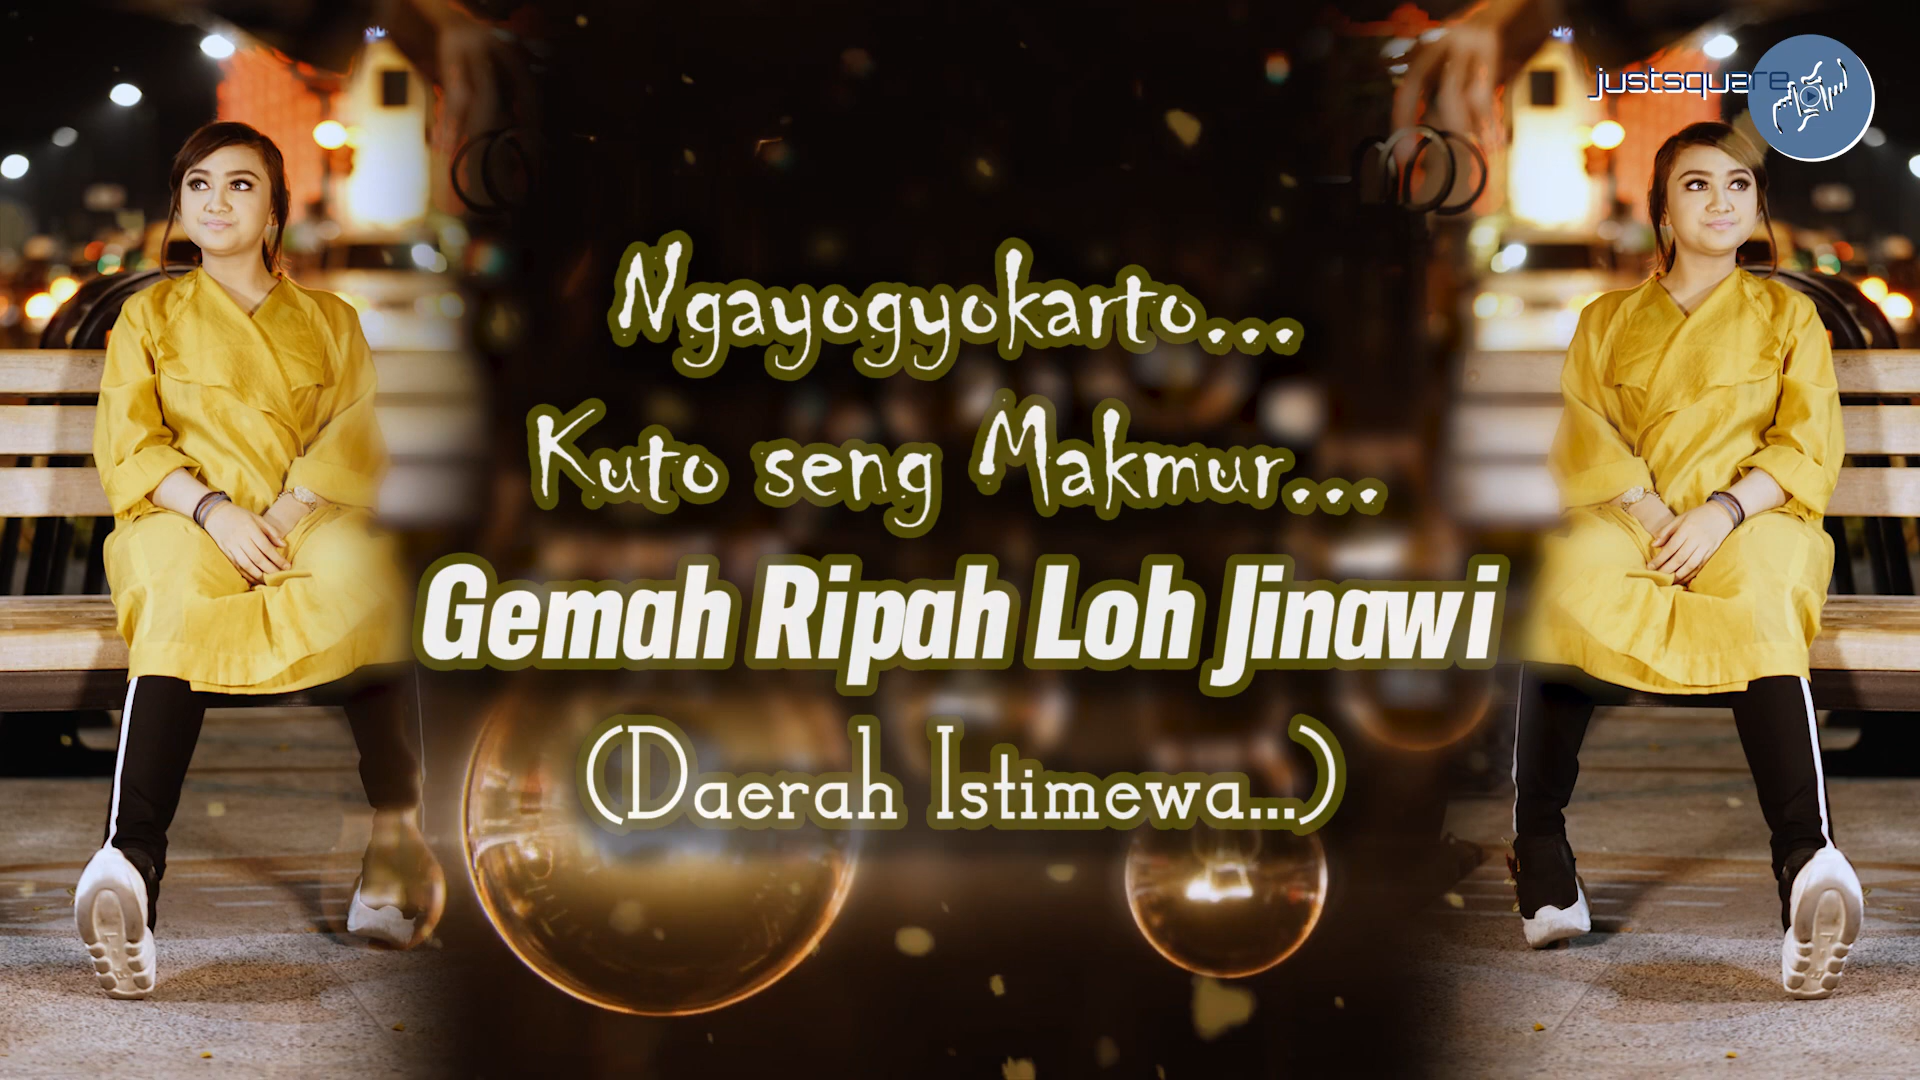 justsquare
Ngayogyokarto...
Kuto seng Makmur...
Gemah Ripah Loh Jinawi
(Daerah Istimewa...)